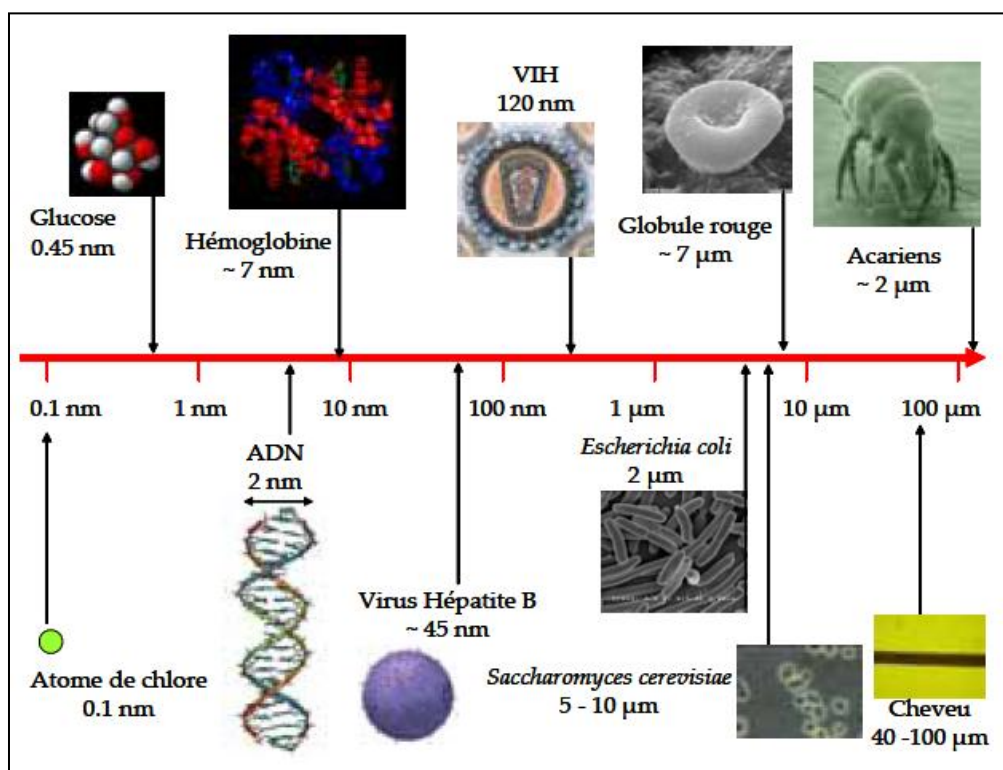 VIH
120 nm
Glucose
0.45 nm
Hémoglobine
~ 7 nm
Globule rouge
~ 7 µm
Acariens
~ 2 µm
0.1 nm
1 nm
10 nm
100 nm
1 µm
10 µm
100 µm
ADN
2 nm
Escherichia coli
2 µm
Virus Hépatite B
~ 45 nm
Atome de chlore
0.1 nm
Saccharomyces cerevisiae
5 - 10 µm
Cheveu
40 -100 µm